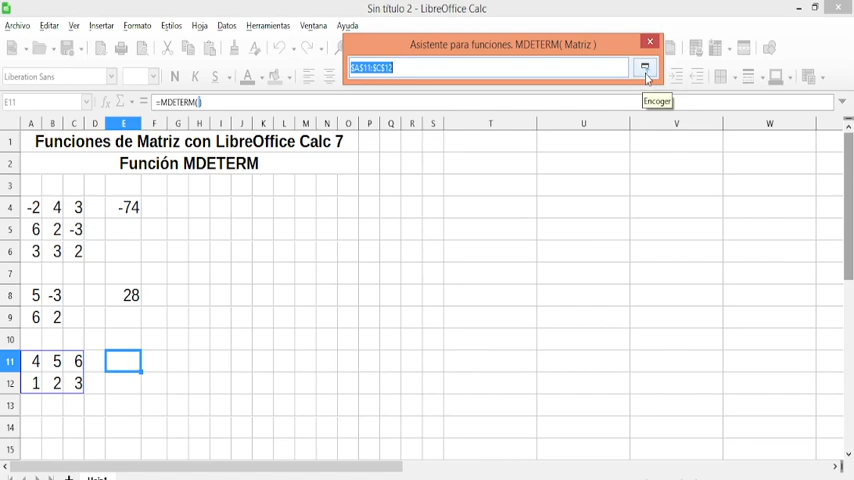 Sin título 2 - LibreOffice Calc
Archivo Editar Ver Insertar Formato Estilos Hoja Datos Herramientas Ventana Ayuda
Asistente para funciones. MDETERM( Matriz )
$A$11:$C$12
Liberation Sans
N K S A
Encoger
E11 fx Σ = =MDETERM()
A B C D E F G H I J K L M N O P Q R S T U V W
1 Funciones de Matriz con LibreOffice Calc 7
2 Función MDETERM
3
4 -2 4 3 -74
5 6 2 -3
6 3 3 2
7
8 5 -3 28
9 6 2
10
11 4 5 6
12 1 2 3
13
14
15
Hoja1